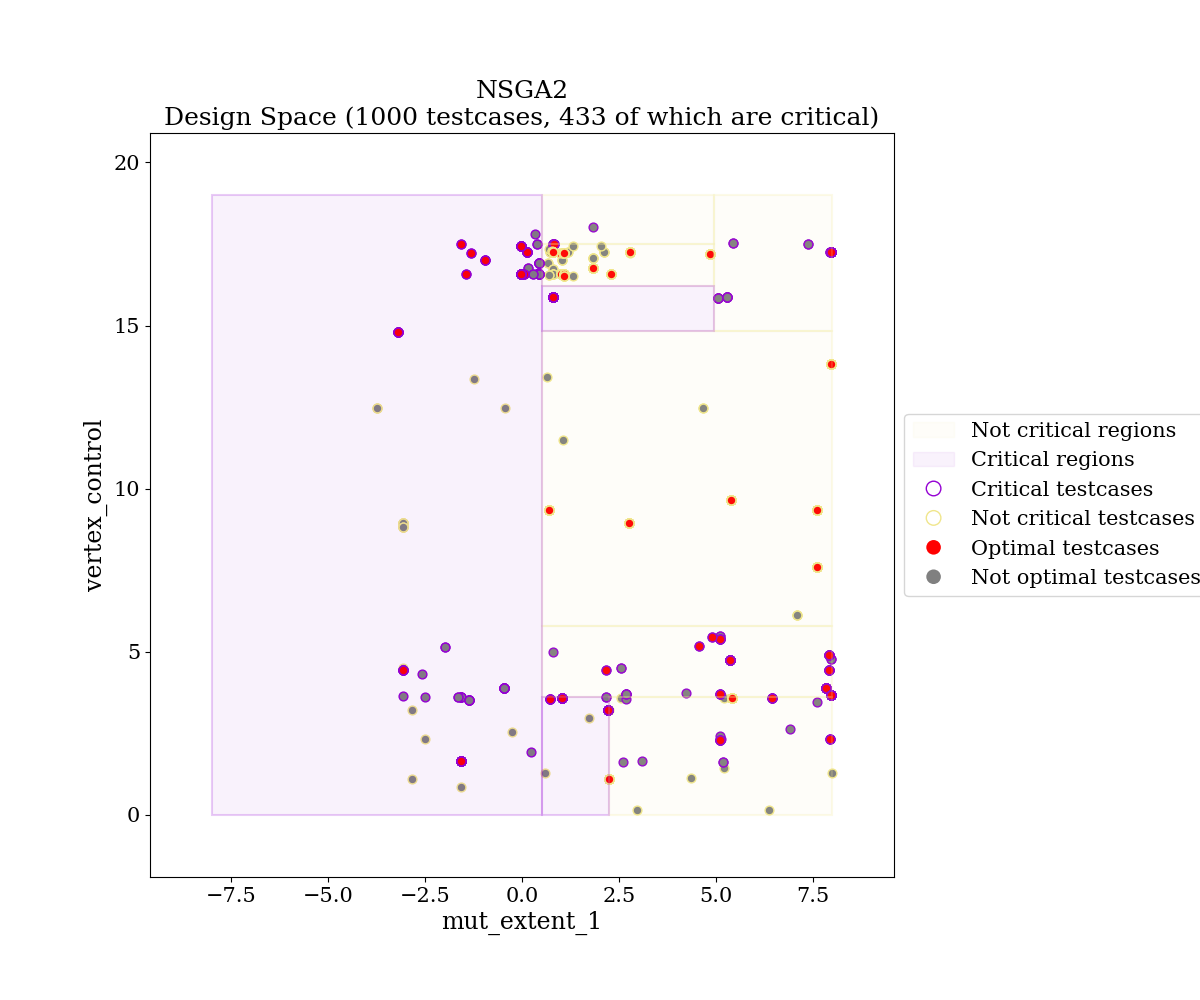 NSGA2
Design Space (1000 testcases, 433 of which are critical)
20
15
10
5
0
vertex_control
−7.5
−5.0
−2.5
0.0
2.5
5.0
7.5
mut_extent_1
Not critical regions
Critical regions
Critical testcases
Not critical testcases
Optimal testcases
Not optimal testcases